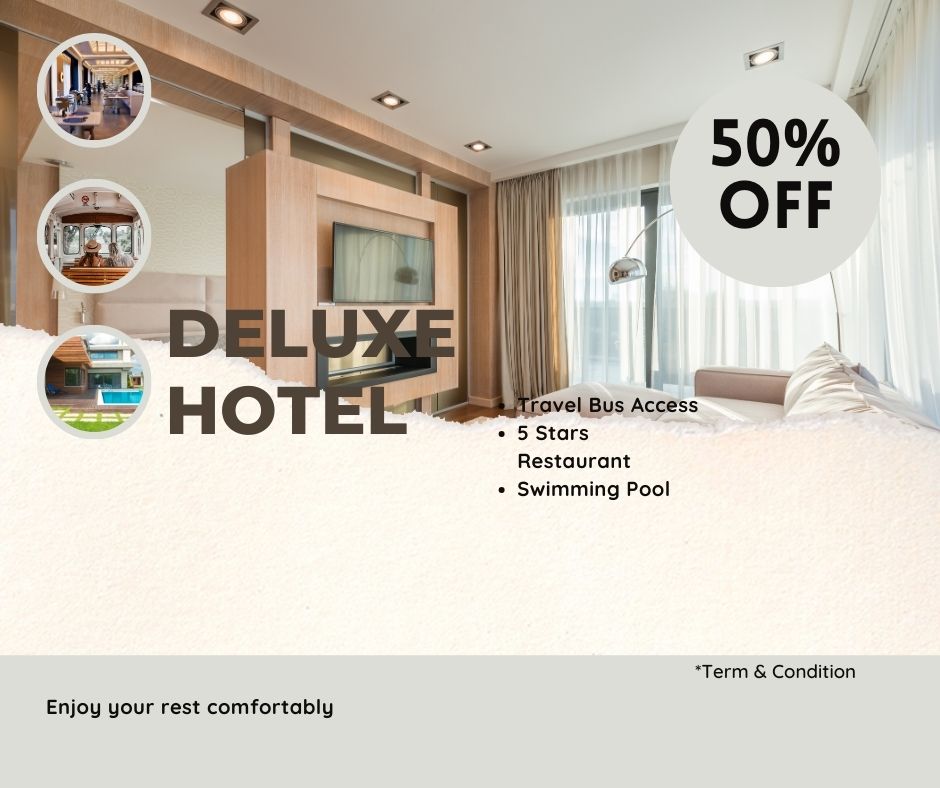 50%
OFF
DELUXE
HOTEL
Travel Bus Access
• 5 Stars
Restaurant
• Swimming Pool
*Term & Condition
Enjoy your rest comfortably